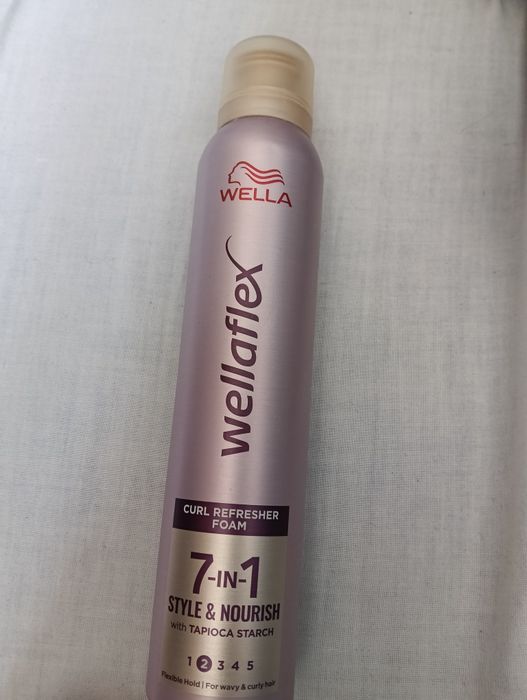 WELLA
wellaflex
CURL REFRESHER
FOAM
7-IN-1
STYLE & NOURISH
with TAPIOCA STARCH
1 2 3 4 5
Flexible Hold | For wavy & curly hair